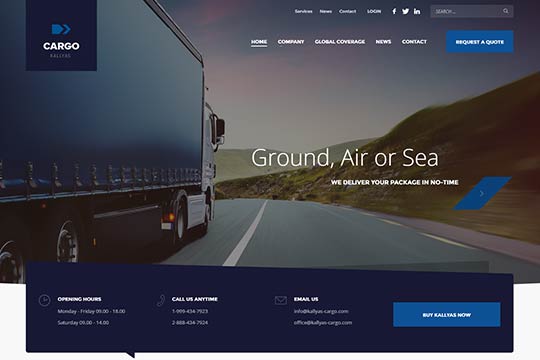 Services News Contact LOGIN
SEARCH ...
CARGO
KALLYAS
HOME COMPANY GLOBAL COVERAGE NEWS CONTACT
REQUEST A QUOTE
Ground, Air or Sea
WE DELIVER YOUR PACKAGE IN NO-TIME
OPENING HOURS
Monday - Friday 09.00 - 18.00
Saturday 09.00 - 14.00
CALL US ANYTIME
1-999-434-7923
2-888-434-7924
EMAIL US
info@kallyas-cargo.com
office@kallyas-cargo.com
BUY KALLYAS NOW